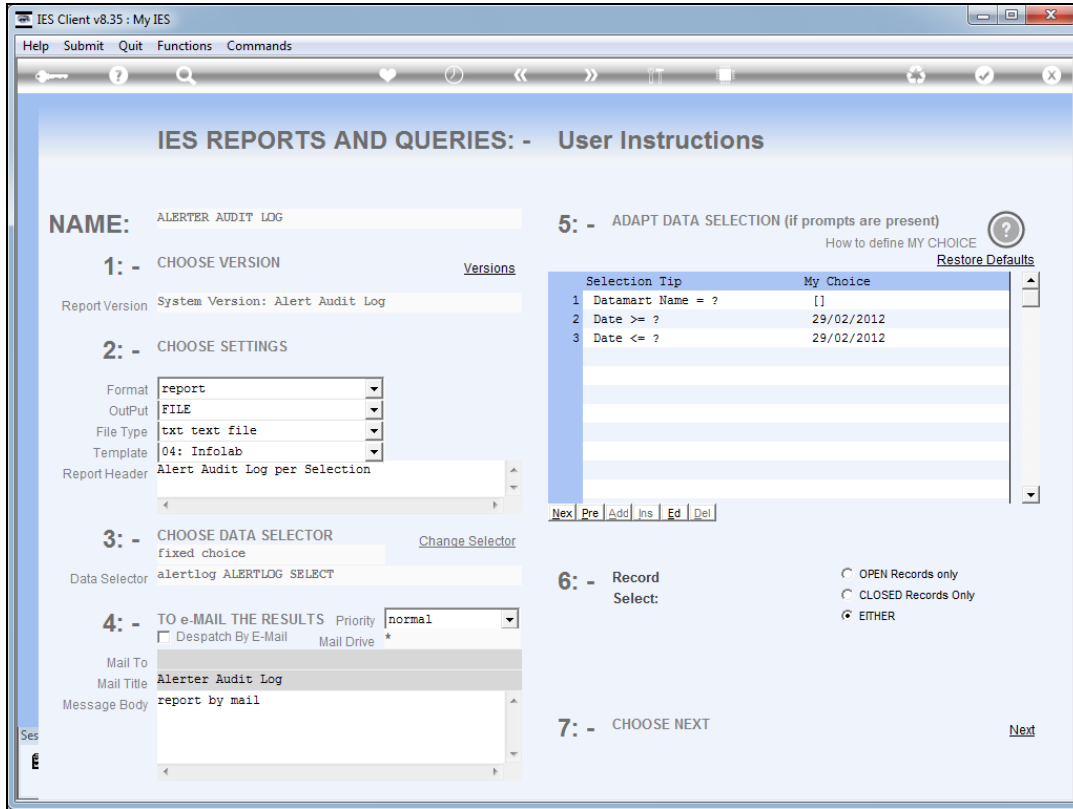 IES Client v8.35 : My IES
Help Submit Quit Functions Commands
IES REPORTS AND QUERIES: - User Instructions
NAME: ALERTER AUDIT LOG
1: - CHOOSE VERSION Versions
Report Version System Version: Alert Audit Log
2: - CHOOSE SETTINGS
Format report
OutPut FILE
File Type txt text file
Template 04: Infolab
Report Header Alert Audit Log per Selection
3: - CHOOSE DATA SELECTOR Change Selector
fixed choice
Data Selector alertlog ALERTLOG SELECT
4: - TO e-MAIL THE RESULTS Priority normal
Despatch By E-Mail Mail Drive *
Mail To
Mail Title Alerter Audit Log
Message Body report by mail
5: - ADAPT DATA SELECTION (if prompts are present)
How to define MY CHOICE ?
Restore Defaults
Selection Tip My Choice
1 Datamart Name = ? []
2 Date >= ? 29/02/2012
3 Date <= ? 29/02/2012
Nex Pre Add Ins Ed Del
6: - Record Select:
OPEN Records only
CLOSED Records Only
EITHER
7: - CHOOSE NEXT Next
Ses